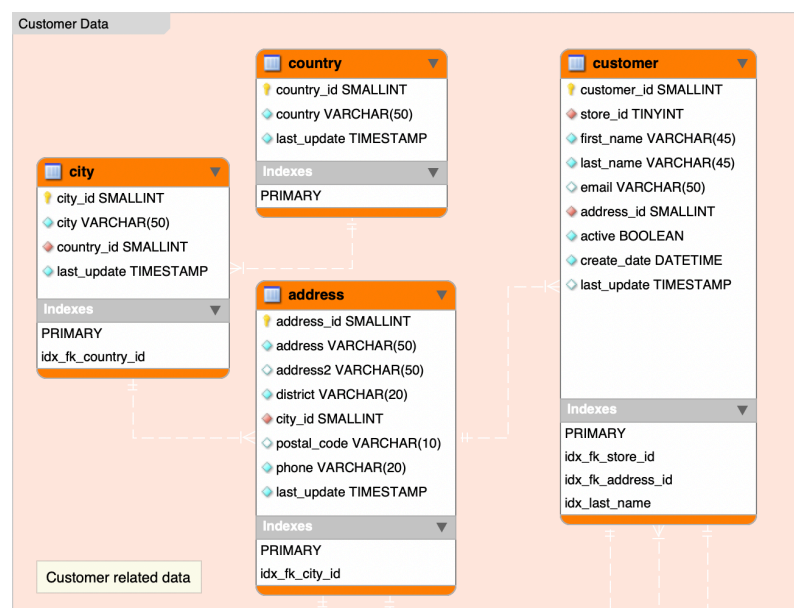 Customer Data
country
country_id SMALLINT
country VARCHAR(50)
last_update TIMESTAMP
Indexes
PRIMARY
customer
customer_id SMALLINT
store_id TINYINT
first_name VARCHAR(45)
last_name VARCHAR(45)
email VARCHAR(50)
address_id SMALLINT
active BOOLEAN
create_date DATETIME
last_update TIMESTAMP
Indexes
PRIMARY
idx_fk_store_id
idx_fk_address_id
idx_last_name
city
city_id SMALLINT
city VARCHAR(50)
country_id SMALLINT
last_update TIMESTAMP
Indexes
PRIMARY
idx_fk_country_id
address
address_id SMALLINT
address VARCHAR(50)
address2 VARCHAR(50)
district VARCHAR(20)
city_id SMALLINT
postal_code VARCHAR(10)
phone VARCHAR(20)
last_update TIMESTAMP
Indexes
PRIMARY
idx_fk_city_id
Customer related data